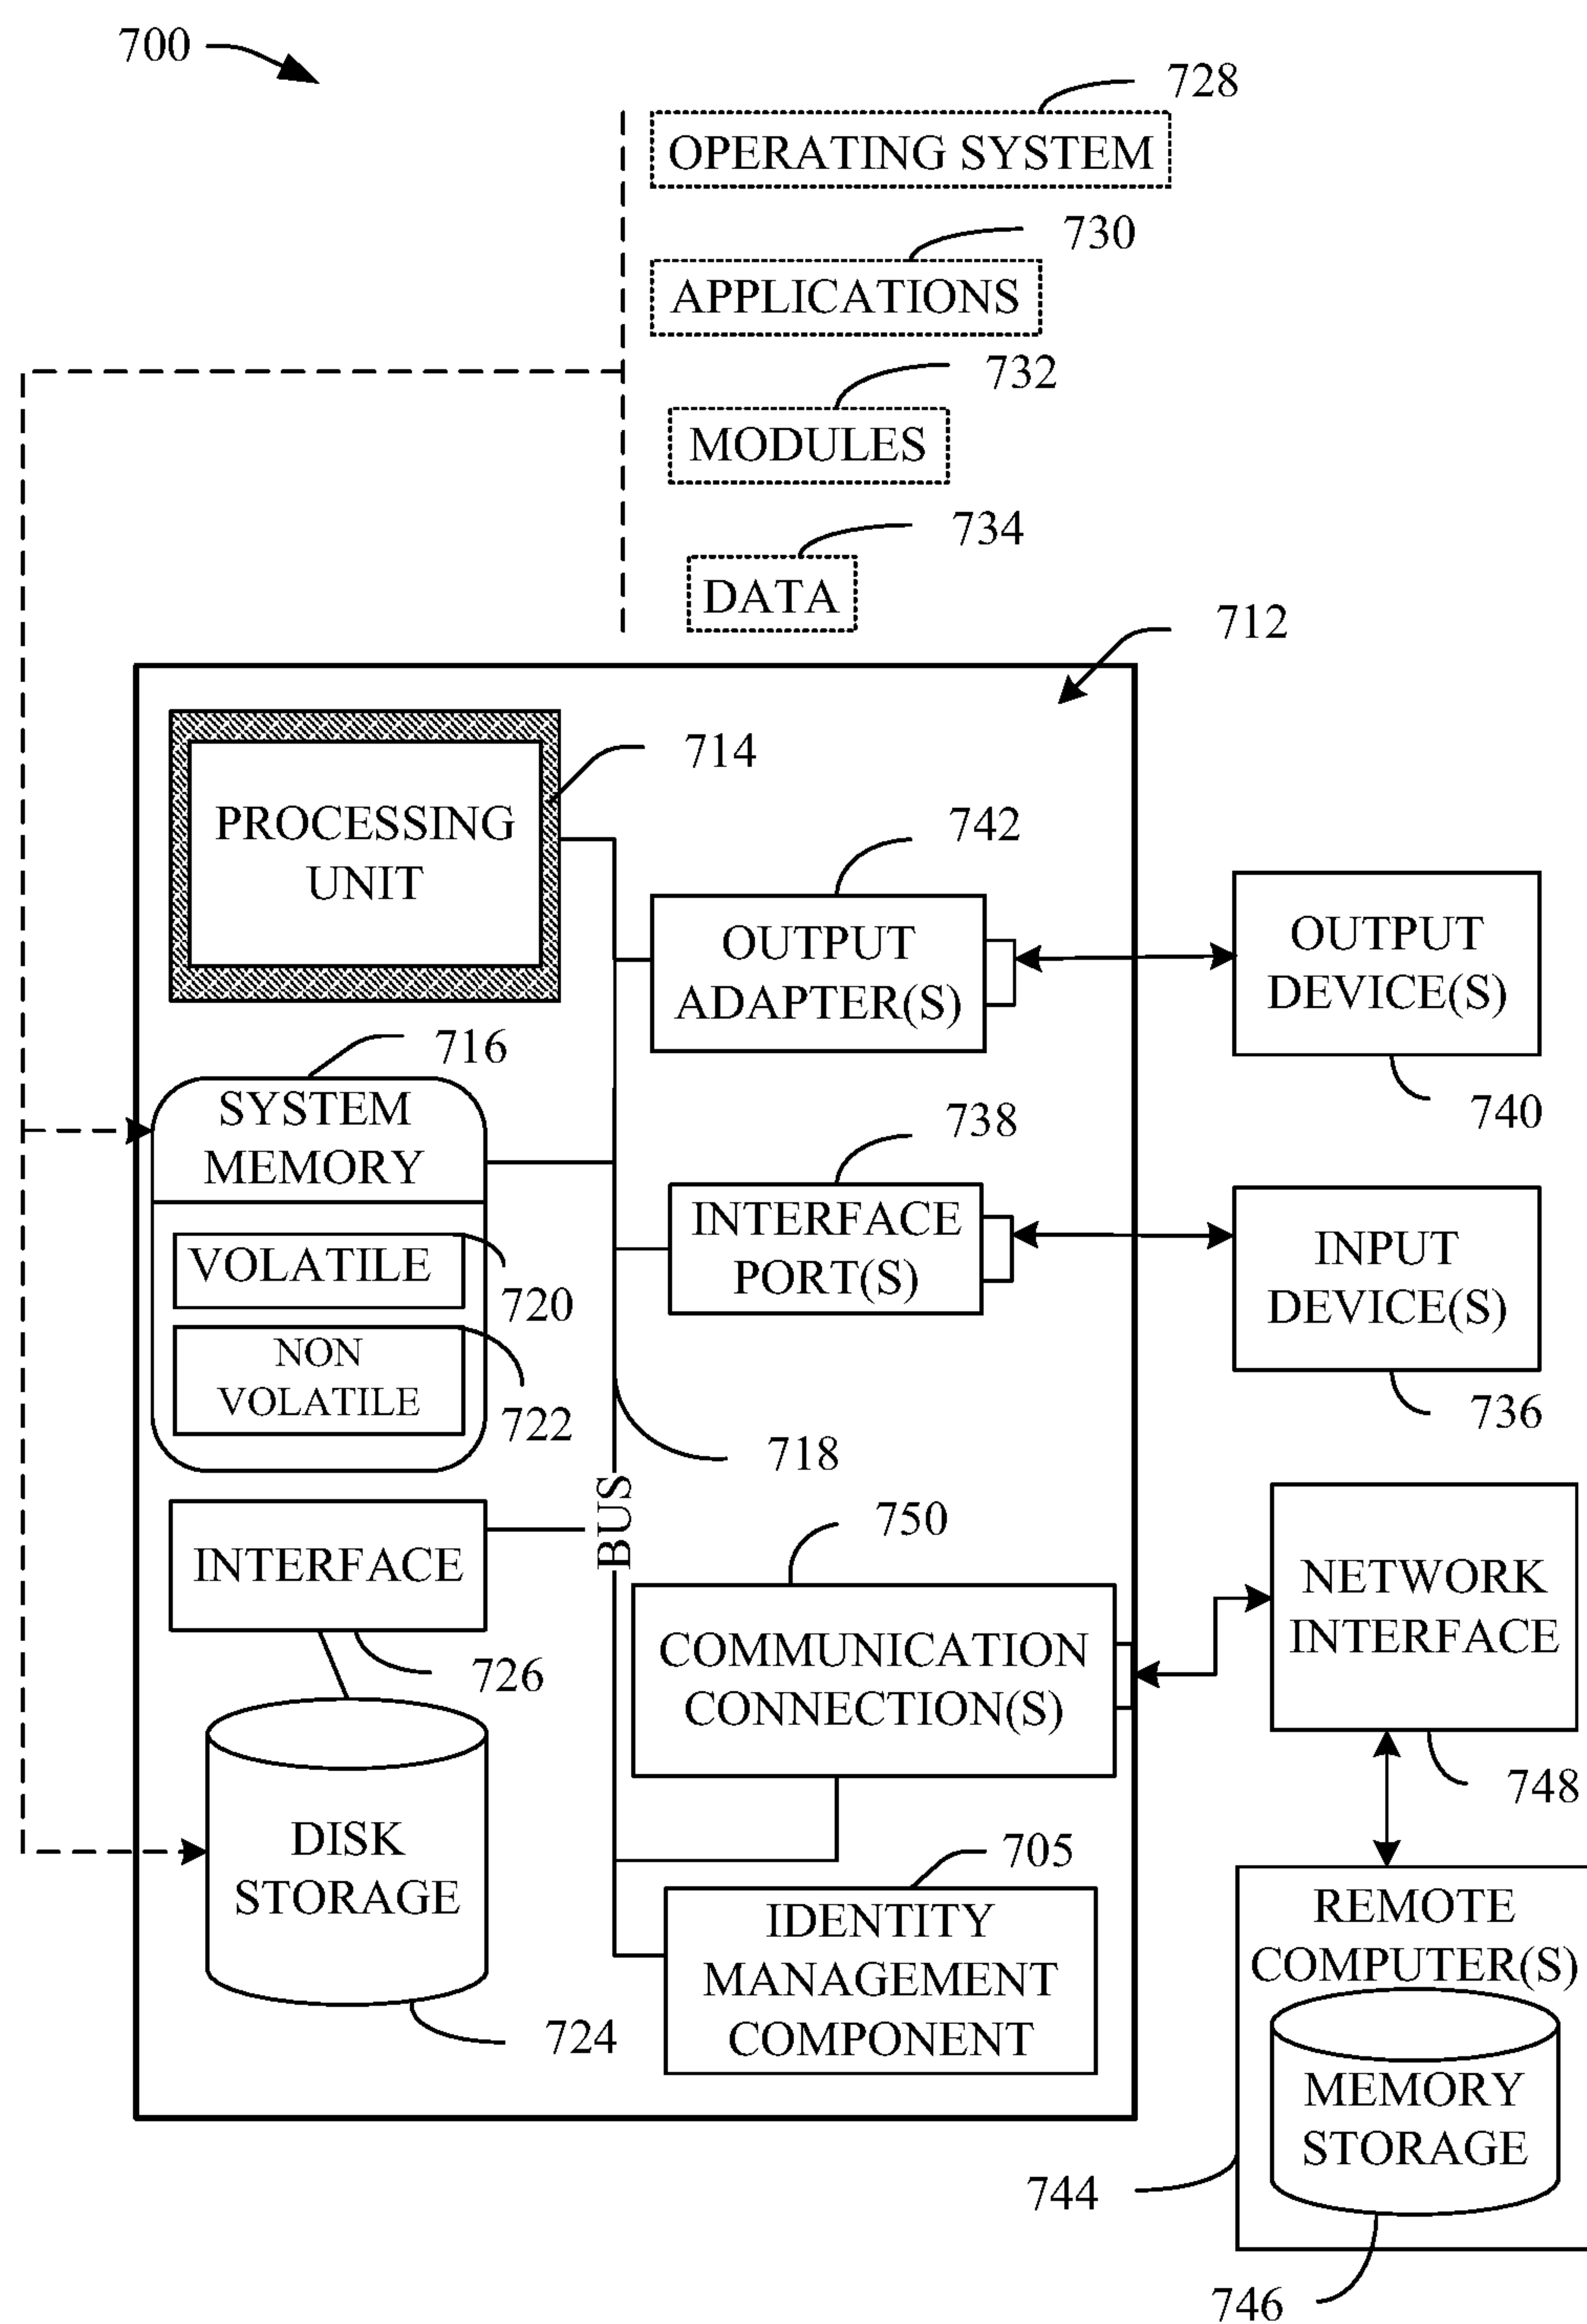 700
728
OPERATING SYSTEM
730
APPLICATIONS
732
MODULES
734
DATA
712
714
PROCESSING
UNIT
742
OUTPUT
ADAPTER(S)
OUTPUT
DEVICE(S)
740
716
SYSTEM
MEMORY
738
INTERFACE
PORT(S)
INPUT
DEVICE(S)
736
VOLATILE
720
NON
VOLATILE
722
718
BUS
INTERFACE
726
750
COMMUNICATION
CONNECTION(S)
NETWORK
INTERFACE
748
DISK
STORAGE
724
705
IDENTITY
MANAGEMENT
COMPONENT
REMOTE
COMPUTER(S)
MEMORY
STORAGE
744
746